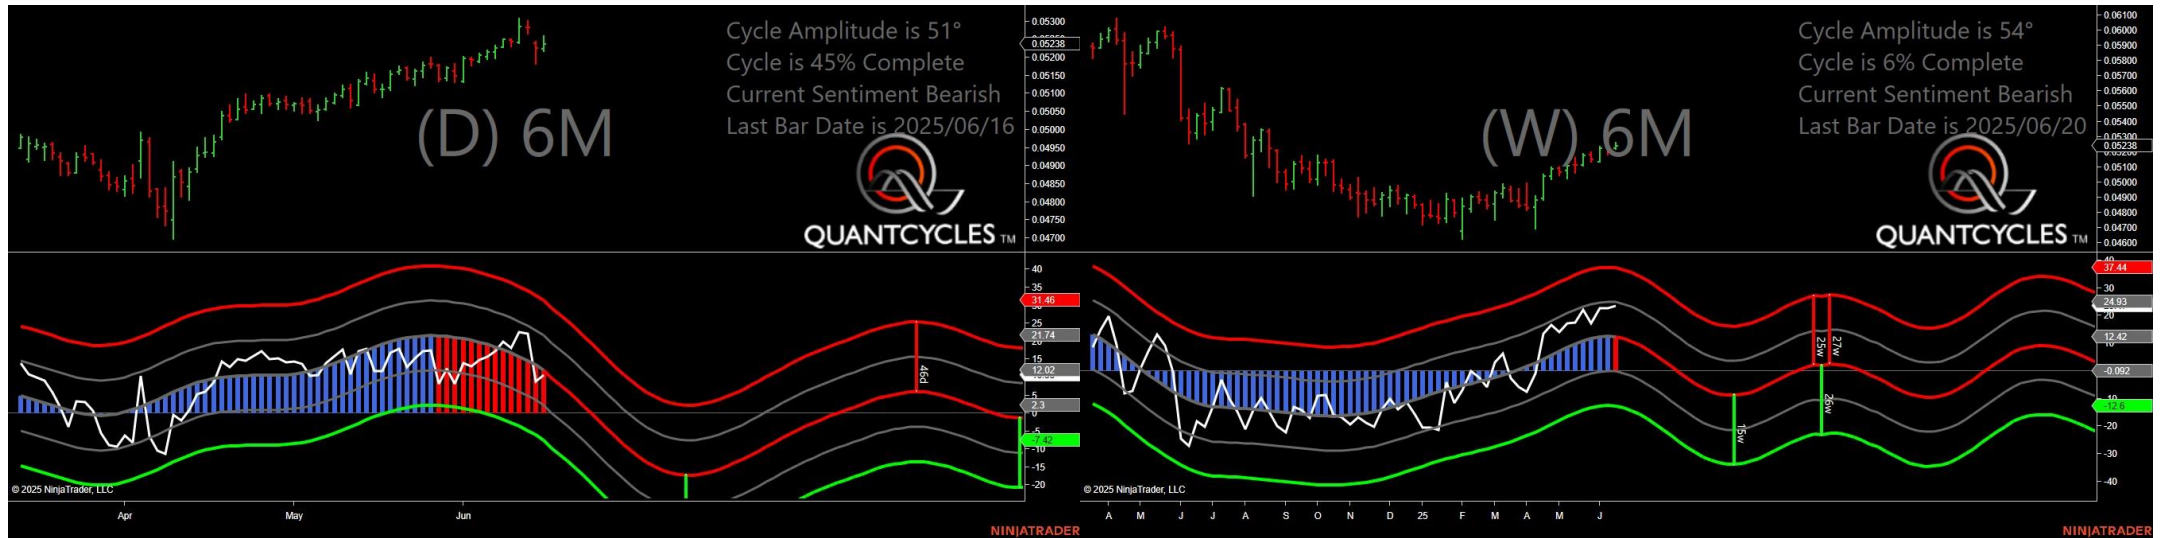 Cycle Amplitude is 51°
Cycle is 45% Complete
Current Sentiment Bearish
Last Bar Date is 2025/06/16
(D) 6M
QUANTCYCLES TM
0.05300
0.05238
0.05200
0.05150
0.05100
0.05050
0.05000
0.04950
0.04900
0.04850
0.04800
0.04750
0.04700
40
35
31.46
25
21.74
15
12.02
5
2.3
-5
-7.42
-10
-15
-20
46d
© 2025 NinjaTrader, LLC
Apr May Jun
NINJATRADER
Cycle Amplitude is 54°
Cycle is 6% Complete
Current Sentiment Bearish
Last Bar Date is 2025/06/20
(W) 6M
QUANTCYCLES TM
0.06100
0.06000
0.05900
0.05800
0.05700
0.05600
0.05500
0.05400
0.05300
0.05238
0.05100
0.05000
0.04900
0.04800
0.04700
0.04600
40
37.44
30
24.93
12.42
-0.092
-12.6
-20
-30
-40
25w
27w
26w
15w
© 2025 NinjaTrader, LLC
A M J J A S O N D 25 F M A M J
NINJATRADER